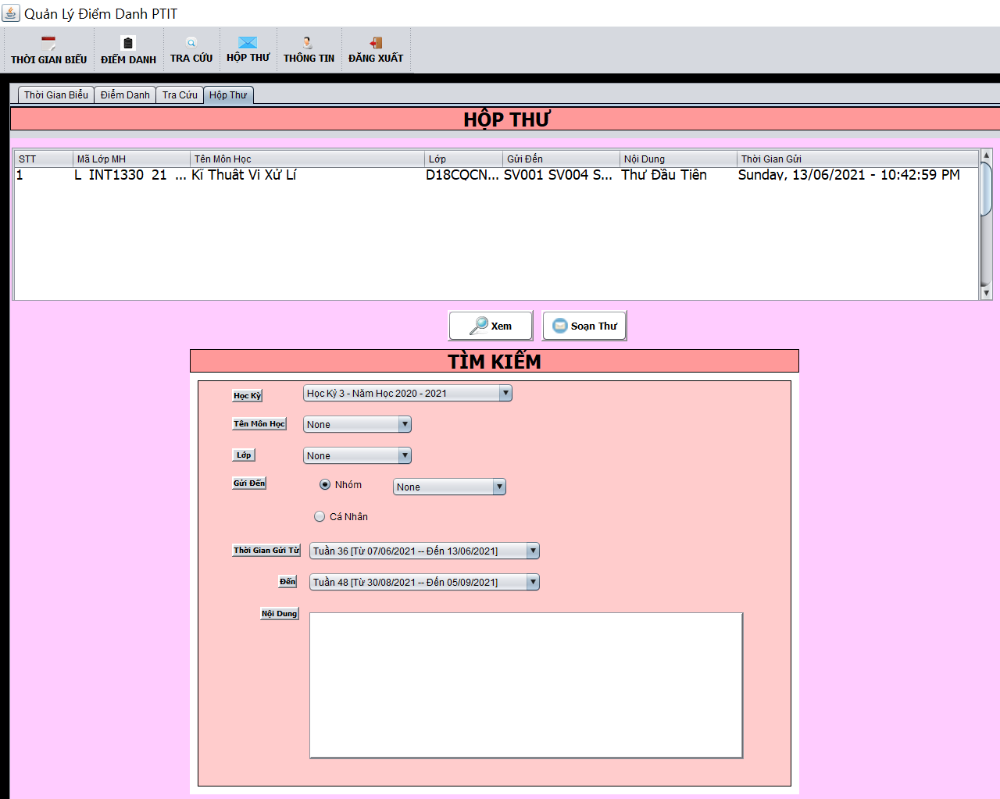 Quản Lý Điểm Danh PTIT
THỜI GIAN BIỂU ĐIỂM DANH TRA CỨU HỘP THƯ THÔNG TIN ĐĂNG XUẤT
Thời Gian Biểu Điểm Danh Tra Cứu Hộp Thư
HỘP THƯ
STT Mã Lớp MH Tên Môn Học Lớp Gửi Đến Nội Dung Thời Gian Gửi
1 L INT1330 21 ... Kĩ Thuật Vi Xử Lí D18CQCN... SV001 SV004 S... Thư Đầu Tiên Sunday, 13/06/2021 - 10:42:59 PM
Xem Soạn Thư
TÌM KIẾM
Học Kỳ Học Kỳ 3 - Năm Học 2020 - 2021
Tên Môn Học None
Lớp None
Gửi Đến Nhóm None
Cá Nhân
Thời Gian Gửi Từ Tuần 36 [Từ 07/06/2021 -- Đến 13/06/2021]
Đến Tuần 48 [Từ 30/08/2021 -- Đến 05/09/2021]
Nội Dung